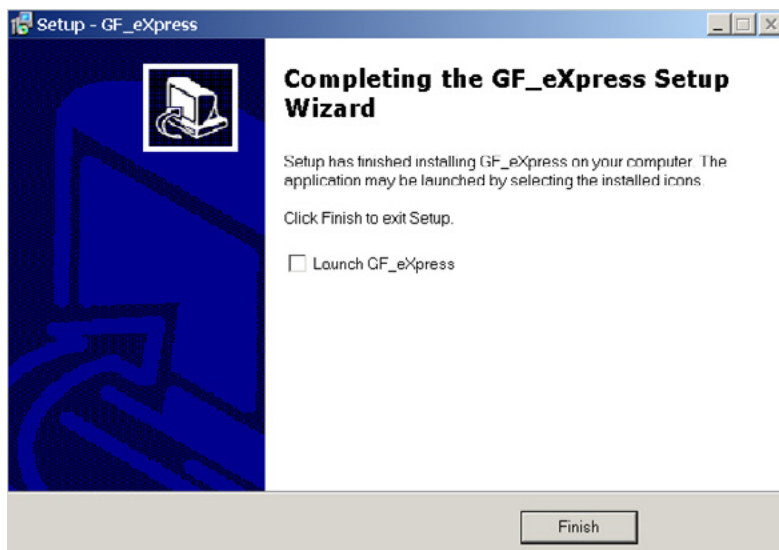 Setup - GF_eXpress
Completing the GF_eXpress Setup
Wizard
Setup has finished installing GF_eXpress on your computer. The
application may be launched by selecting the installed icons.
Click Finish to exit Setup.
Launch GF_eXpress
Finish